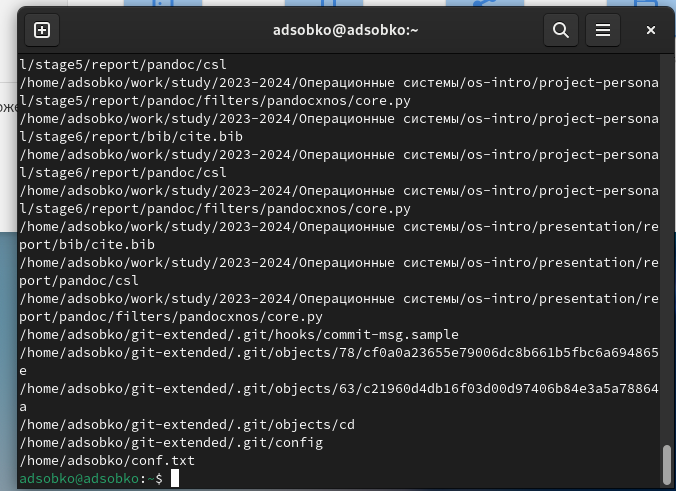 adsobko@adsobko:~
l/stage5/report/pandoc/csl
/home/adsobko/work/study/2023-2024/Операционные системы/os-intro/project-persona
l/stage5/report/pandoc/filters/pandocxnos/core.py
/home/adsobko/work/study/2023-2024/Операционные системы/os-intro/project-persona
l/stage6/report/bib/cite.bib
/home/adsobko/work/study/2023-2024/Операционные системы/os-intro/project-persona
l/stage6/report/pandoc/csl
/home/adsobko/work/study/2023-2024/Операционные системы/os-intro/project-persona
l/stage6/report/pandoc/filters/pandocxnos/core.py
/home/adsobko/work/study/2023-2024/Операционные системы/os-intro/presentation/re
port/bib/cite.bib
/home/adsobko/work/study/2023-2024/Операционные системы/os-intro/presentation/re
port/pandoc/csl
/home/adsobko/work/study/2023-2024/Операционные системы/os-intro/presentation/re
port/pandoc/filters/pandocxnos/core.py
/home/adsobko/git-extended/.git/hooks/commit-msg.sample
/home/adsobko/git-extended/.git/objects/78/cf0a0a23655e79006dc8b661b5fbc6a694865
e
/home/adsobko/git-extended/.git/objects/63/c21960d4db16f03d00d97406b84e3a5a78864
a
/home/adsobko/git-extended/.git/objects/cd
/home/adsobko/git-extended/.git/config
/home/adsobko/conf.txt
adsobko@adsobko:~$